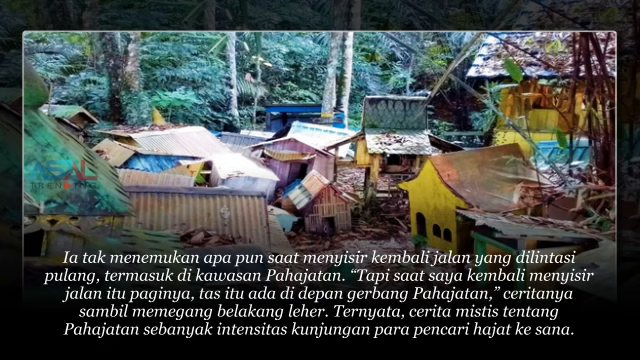 TRENDING
Ia tak menemukan apa pun saat menyisir kembali jalan yang dilintasi
pulang, termasuk di kawasan Pahajatan. “Tapi saat saya kembali menyisir
jalan itu paginya, tas itu ada di depan gerbang Pahajatan,” ceritanya
sambil memegang belakang leher. Ternyata, cerita mistis tentang
Pahajatan sebanyak intensitas kunjungan para pencari hajat ke sana.